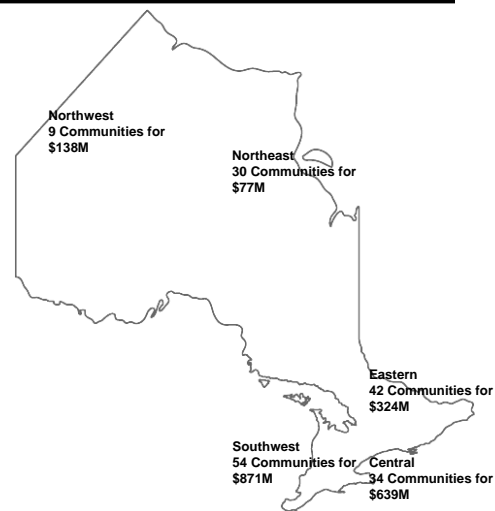 Northwest
9 Communities for
$138M
Northeast
30 Communities for
$77M
Eastern
42 Communities for
$324M
Southwest
54 Communities for
$871M
Central
34 Communities for
$639M